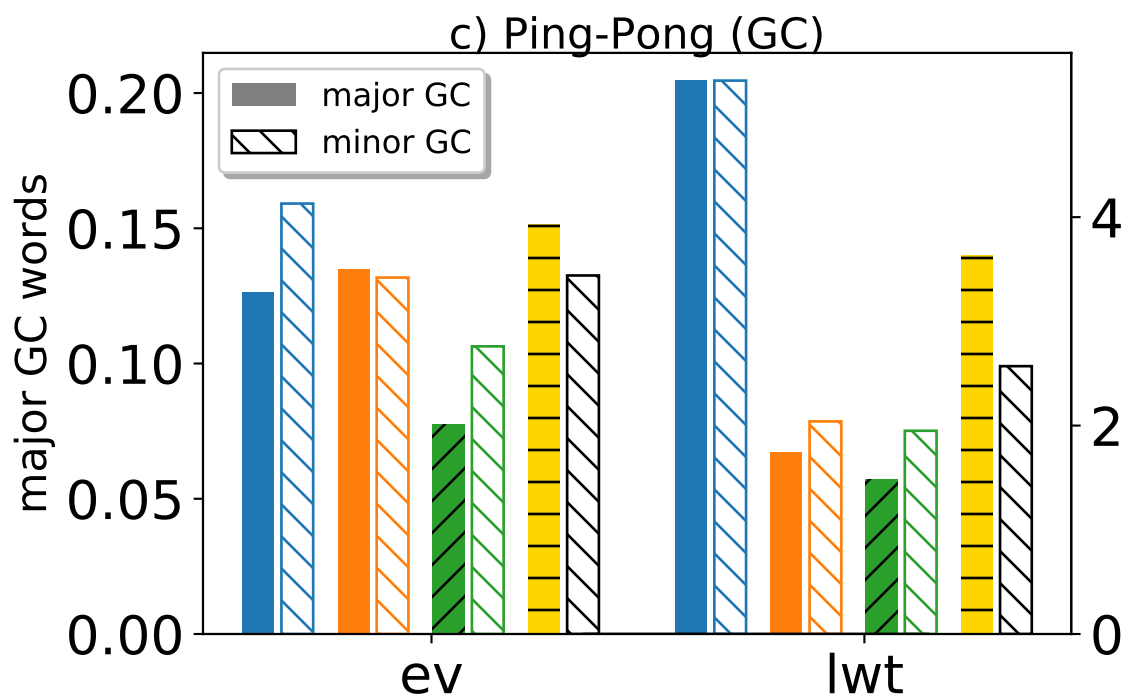 c) Ping-Pong (GC)
major GC
minor GC
major GC words
0.20
0.15
0.10
0.05
0.00
4
2
0
ev
lwt